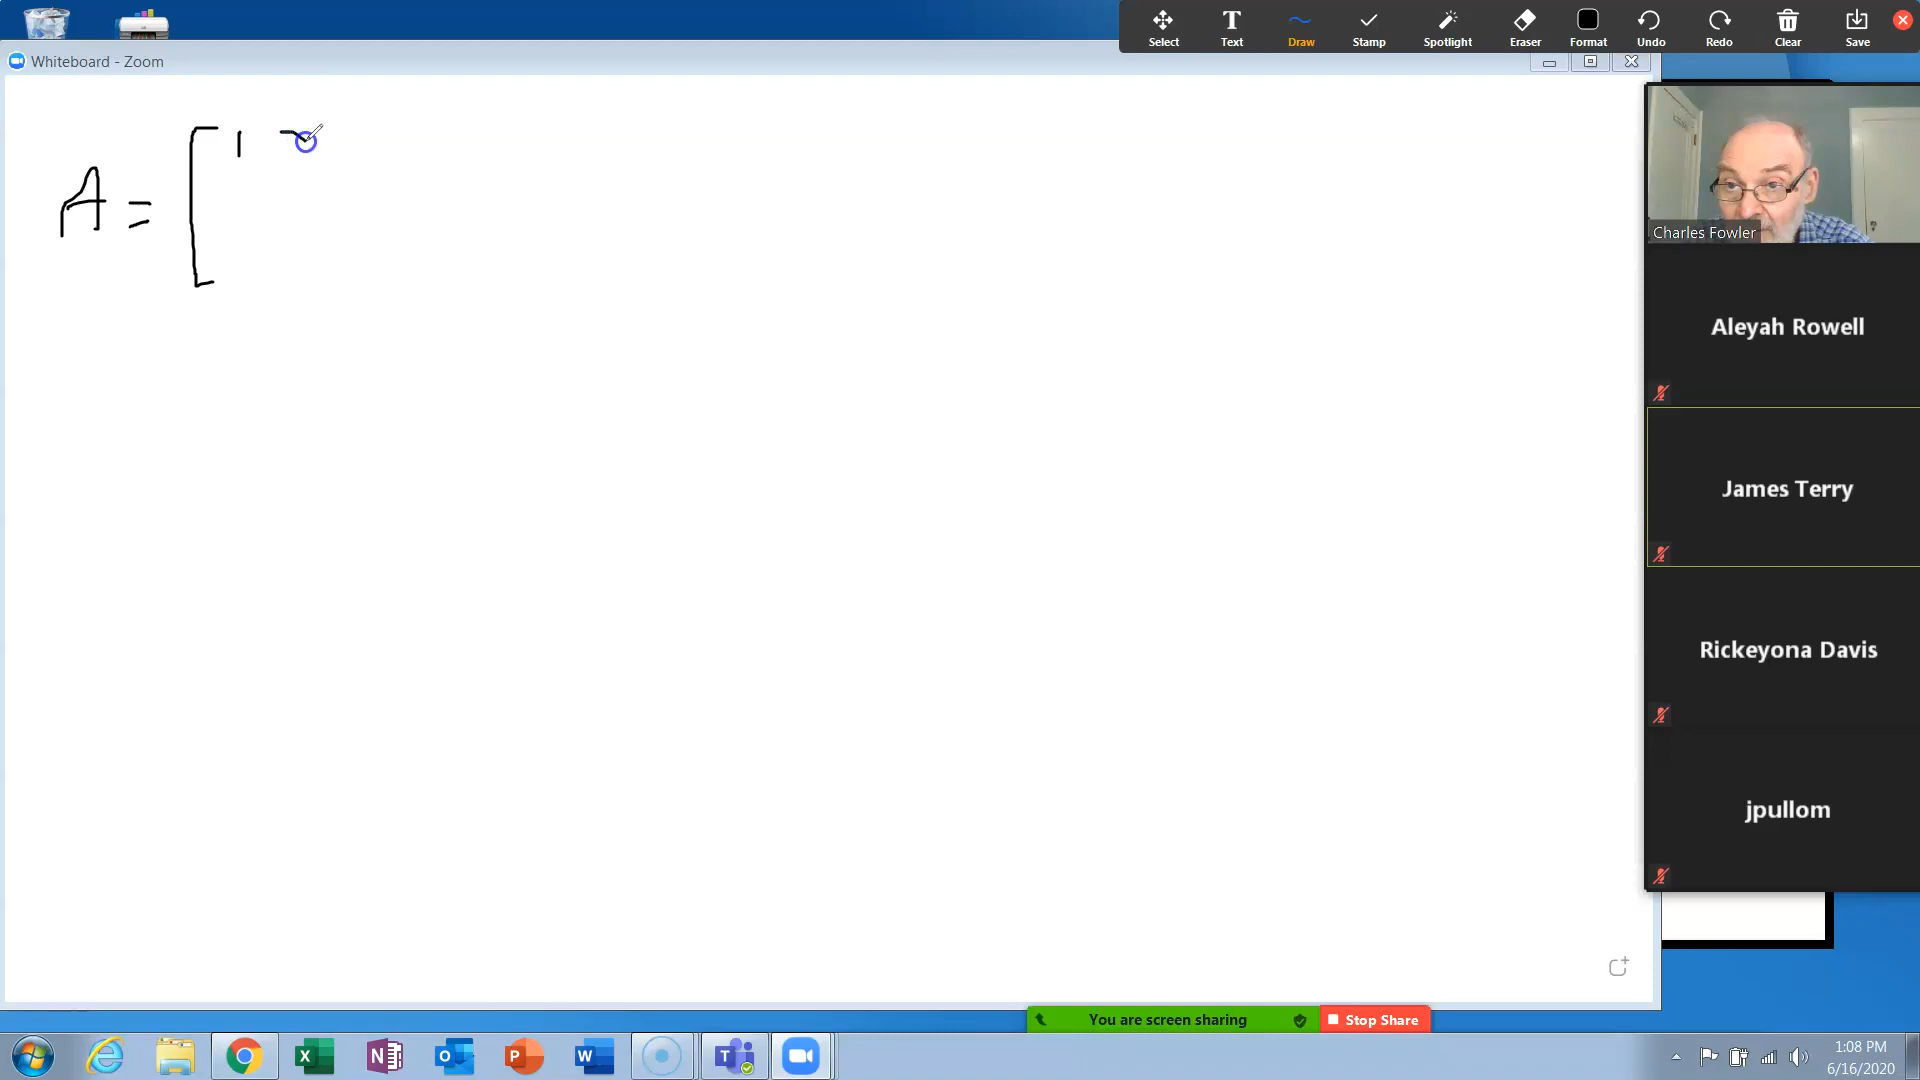 Select Text Draw Stamp Spotlight Eraser Format Undo Redo Clear Save
Whiteboard - Zoom
A = [ 1
Charles Fowler
Aleyah Rowell
James Terry
Rickeyona Davis
jpullom
You are screen sharing Stop Share
1:08 PM
6/16/2020